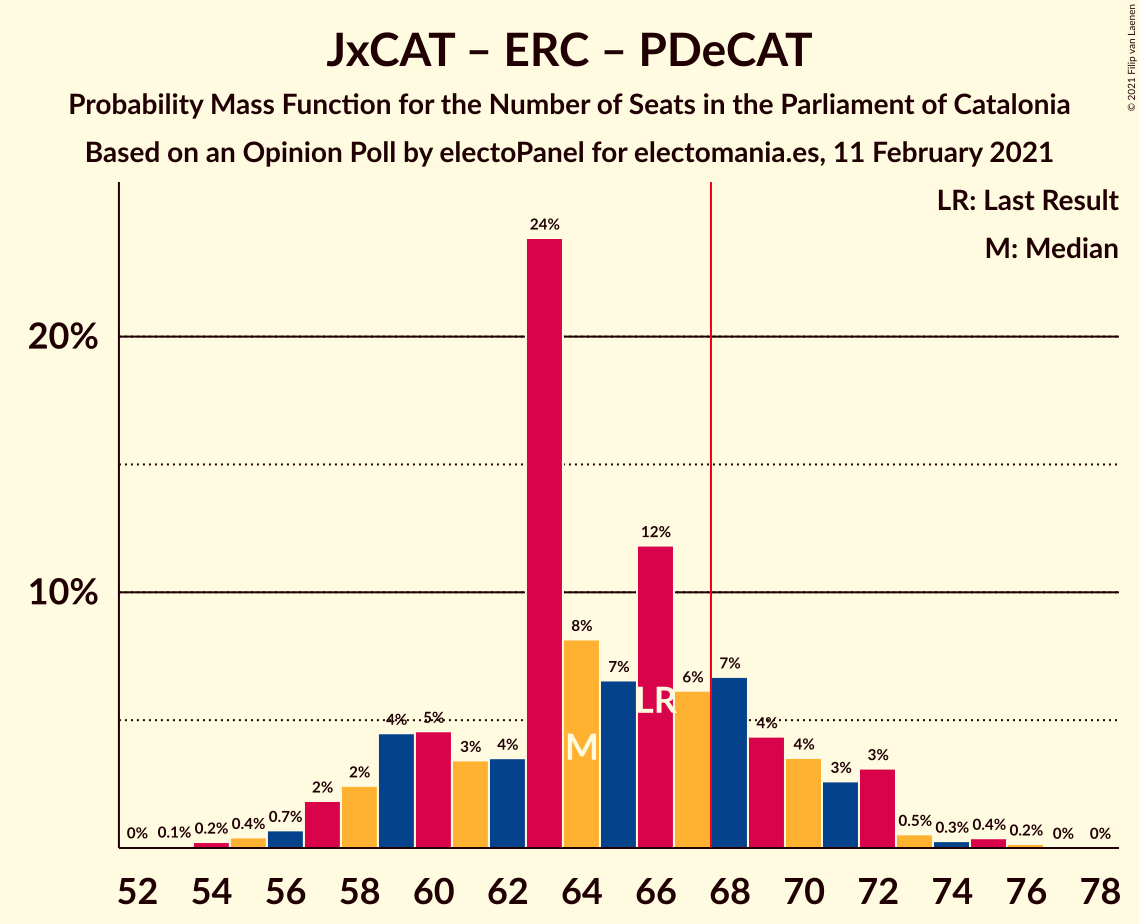 JxCAT – ERC – PDeCAT
Probability Mass Function for the Number of Seats in the Parliament of Catalonia
Based on an Opinion Poll by electoPanel for electomania.es, 11 February 2021
© 2021 Filip van Laenen
LR: Last Result
M: Median
20%
10%
0% 0.1% 0.2% 0.4% 0.7% 2% 2% 4% 5% 3% 4% 24% 8% 7% 12% 6% 7% 4% 4% 3% 3% 0.5% 0.3% 0.4% 0.2% 0% 0%
M
LR
52 54 56 58 60 62 64 66 68 70 72 74 76 78